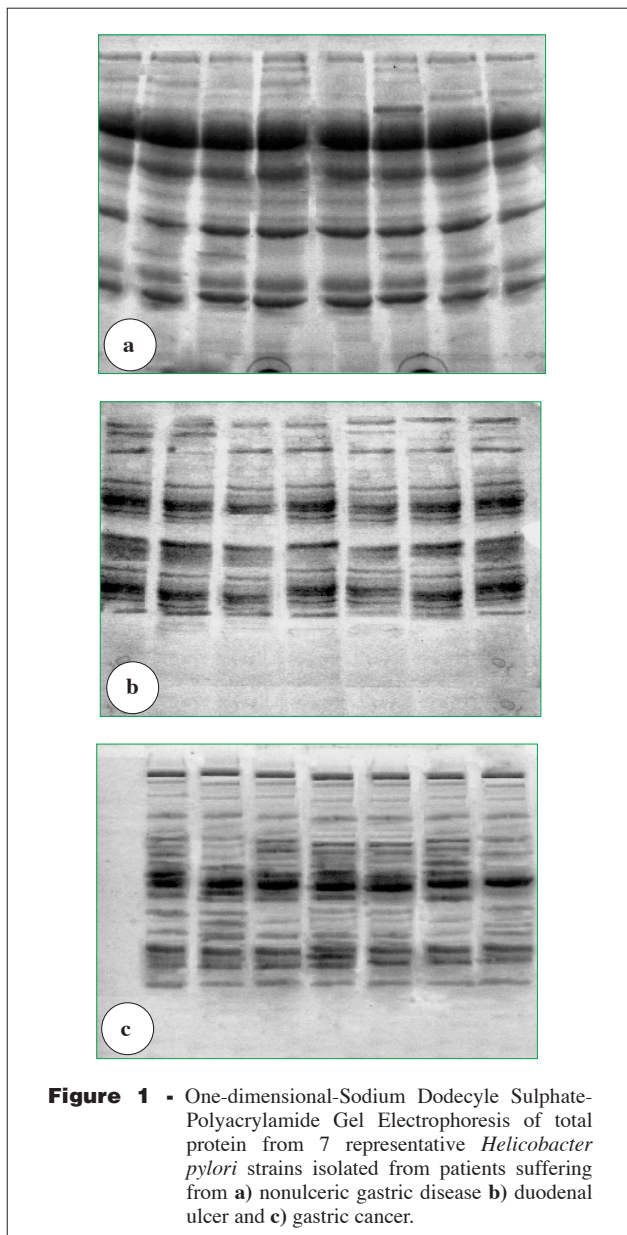 a
b
c
Figure 1 - One-dimensional-Sodium Dodecyle Sulphate-
Polyacrylamide Gel Electrophoresis of total
protein from 7 representative Helicobacter
pylori strains isolated from patients suffering
from a) nonulceric gastric disease b) duodenal
ulcer and c) gastric cancer.